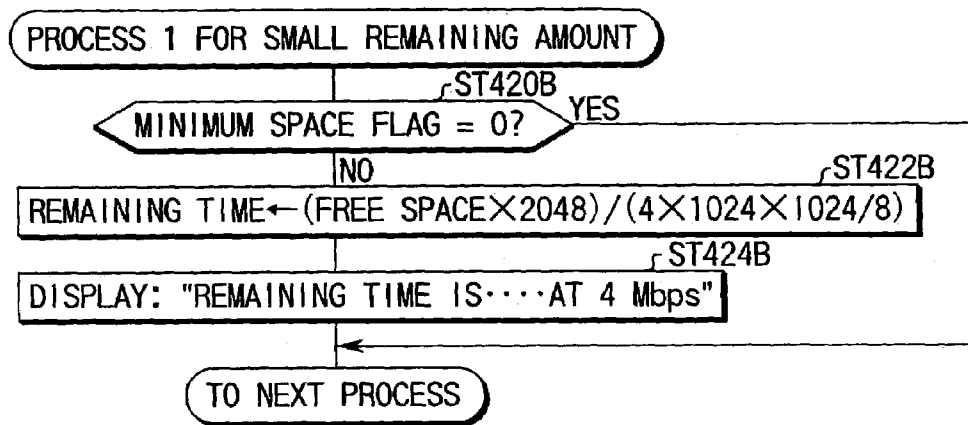 PROCESS 1 FOR SMALL REMAINING AMOUNT
ST420B
MINIMUM SPACE FLAG = 0?
YES
NO
ST422B
REMAINING TIME←(FREE SPACE×2048)/(4×1024×1024/8)
ST424B
DISPLAY: "REMAINING TIME IS····AT 4 Mbps"
TO NEXT PROCESS